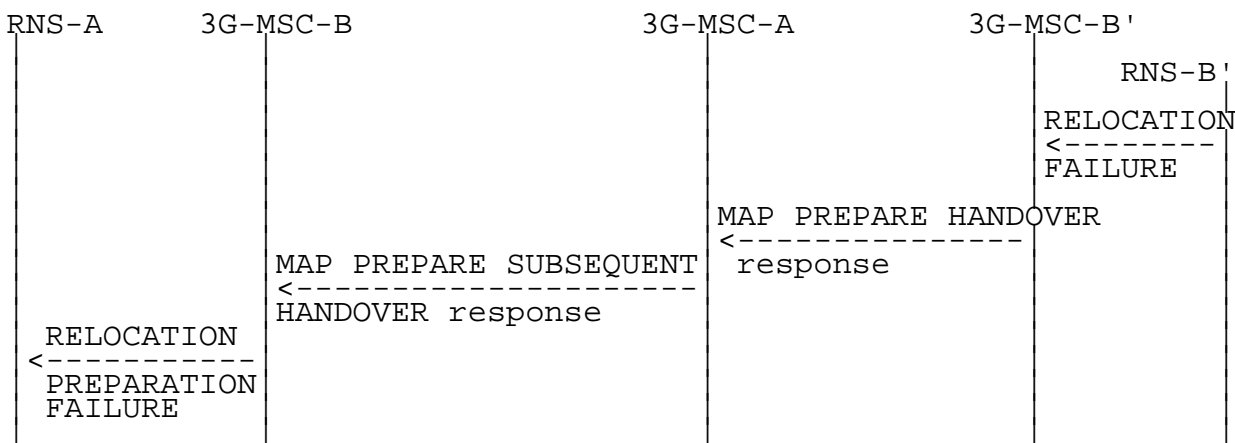 RNS-A 3G-MSC-B 3G-MSC-A 3G-MSC-B'
RNS-B'
RELOCATION
FAILURE
MAP PREPARE HANDOVER
response
MAP PREPARE SUBSEQUENT
HANDOVER response
RELOCATION
PREPARATION
FAILURE